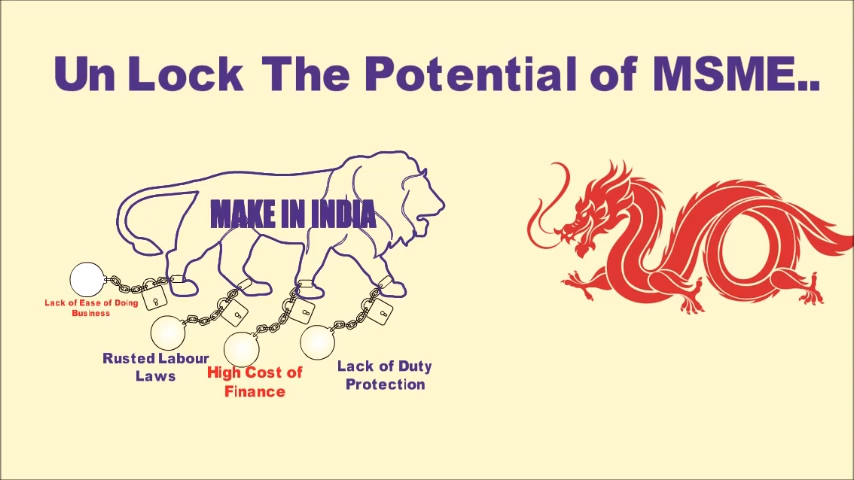 Un Lock The Potential of MSME..
MAKE IN INDIA
Lack of Ease of Doing
Business
Rusted Labour
Laws
High Cost of
Finance
Lack of Duty
Protection